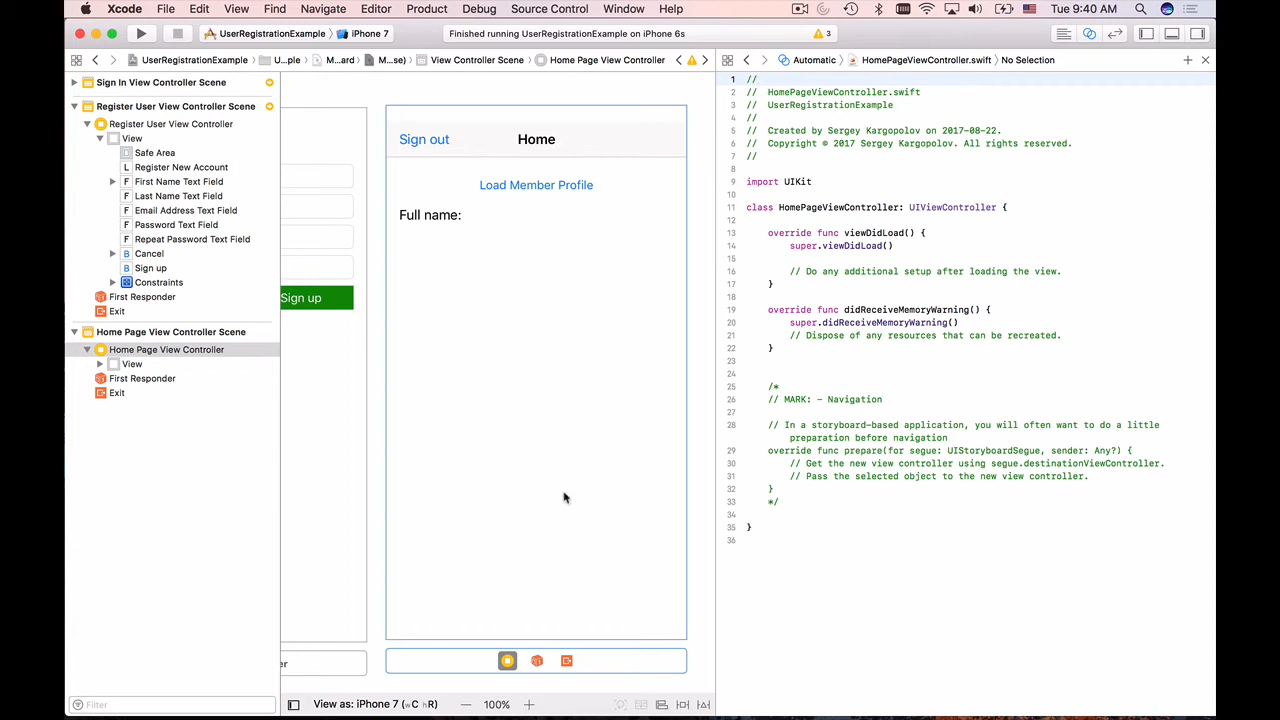 Xcode File Edit View Find Navigate Editor Product Debug Source Control Window Help Tue 9:40 AM
UserRegistrationExample iPhone 7 Finished running UserRegistrationExample on iPhone 6s 3
UserRegistrationExample U...ple M...ard M...se) View Controller Scene Home Page View Controller Automatic HomePageViewController.swift No Selection
Sign In View Controller Scene
Register User View Controller Scene
Register User View Controller
View
Safe Area
L Register New Account
F First Name Text Field
F Last Name Text Field
F Email Address Text Field
F Password Text Field
F Repeat Password Text Field
B Cancel
B Sign up
Constraints
First Responder
Exit
Home Page View Controller Scene
Home Page View Controller
View
First Responder
Exit
Filter
Sign up
er
Sign out Home
Load Member Profile
Full name:
View as: iPhone 7 (wC hR) 100%
1 //
2 // HomePageViewController.swift
3 // UserRegistrationExample
4 //
5 // Created by Sergey Kargopolov on 2017-08-22.
6 // Copyright © 2017 Sergey Kargopolov. All rights reserved.
7 //
8
9 import UIKit
10
11 class HomePageViewController: UIViewController {
12
13 override func viewDidLoad() {
14 super.viewDidLoad()
15
16 // Do any additional setup after loading the view.
17 }
18
19 override func didReceiveMemoryWarning() {
20 super.didReceiveMemoryWarning()
21 // Dispose of any resources that can be recreated.
22 }
23
24
25 /*
26 // MARK: - Navigation
27
28 // In a storyboard-based application, you will often want to do a little
preparation before navigation
29 override func prepare(for segue: UIStoryboardSegue, sender: Any?) {
30 // Get the new view controller using segue.destinationViewController.
31 // Pass the selected object to the new view controller.
32 }
33 */
34
35 }
36